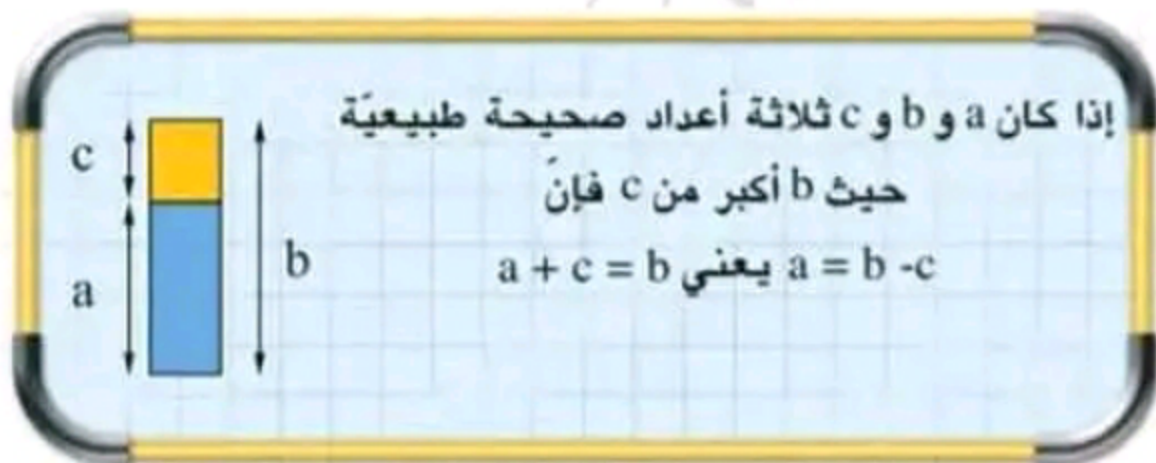 إذا كان a و b و c ثلاثة أعداد صحيحة طبيعيّة
حيث b أكبر من c فإنّ
a = b -c يعني a + c = b
c
a
b